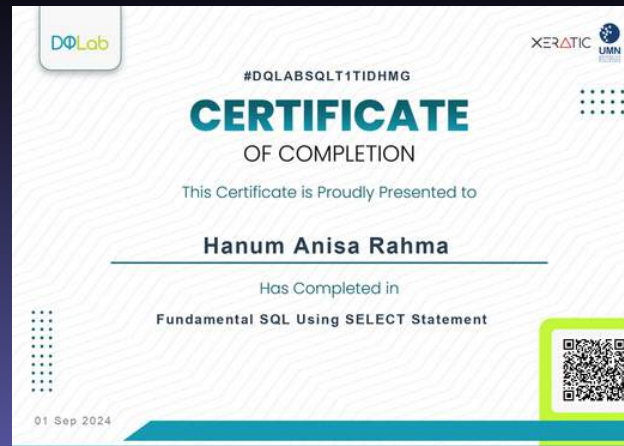 DQLab
XERATIC
UMN
#DQLABSQLT1TIDHMG
CERTIFICATE
OF COMPLETION
This Certificate is Proudly Presented to
Hanum Anisa Rahma
Has Completed in
Fundamental SQL Using SELECT Statement
01 Sep 2024